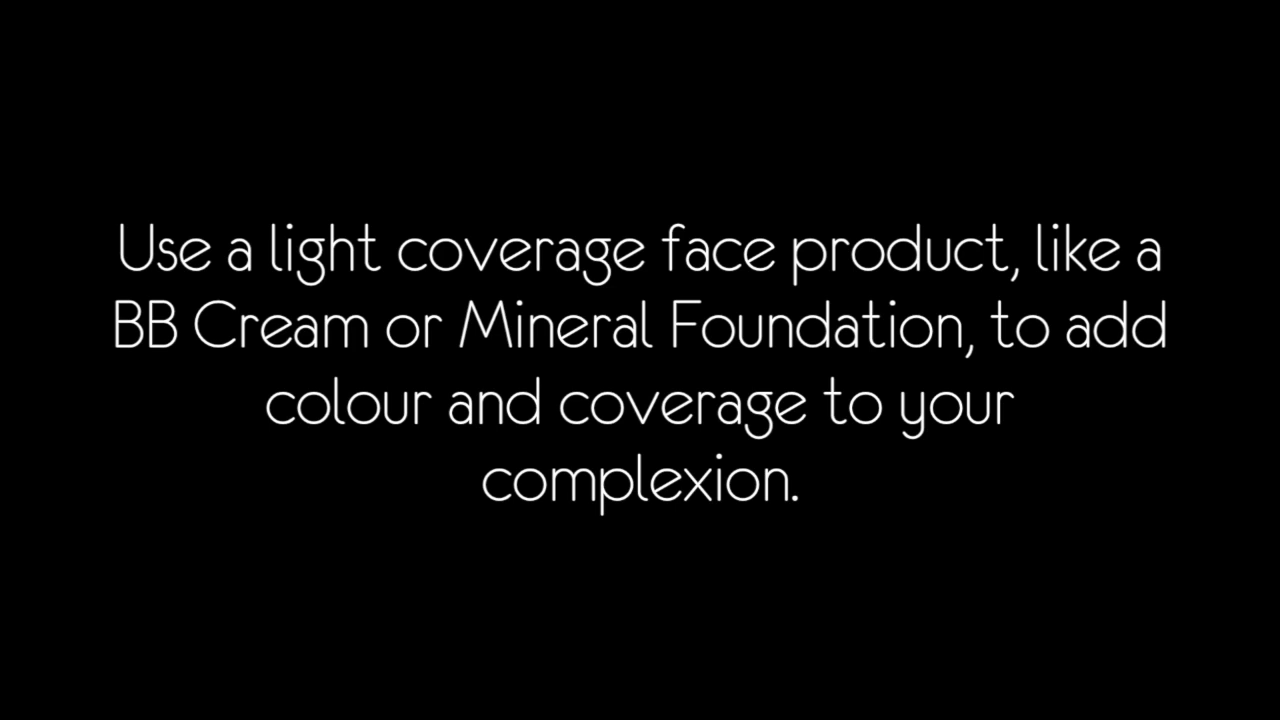 Use a light coverage face product, like a
BB Cream or Mineral Foundation, to add
colour and coverage to your
complexion.